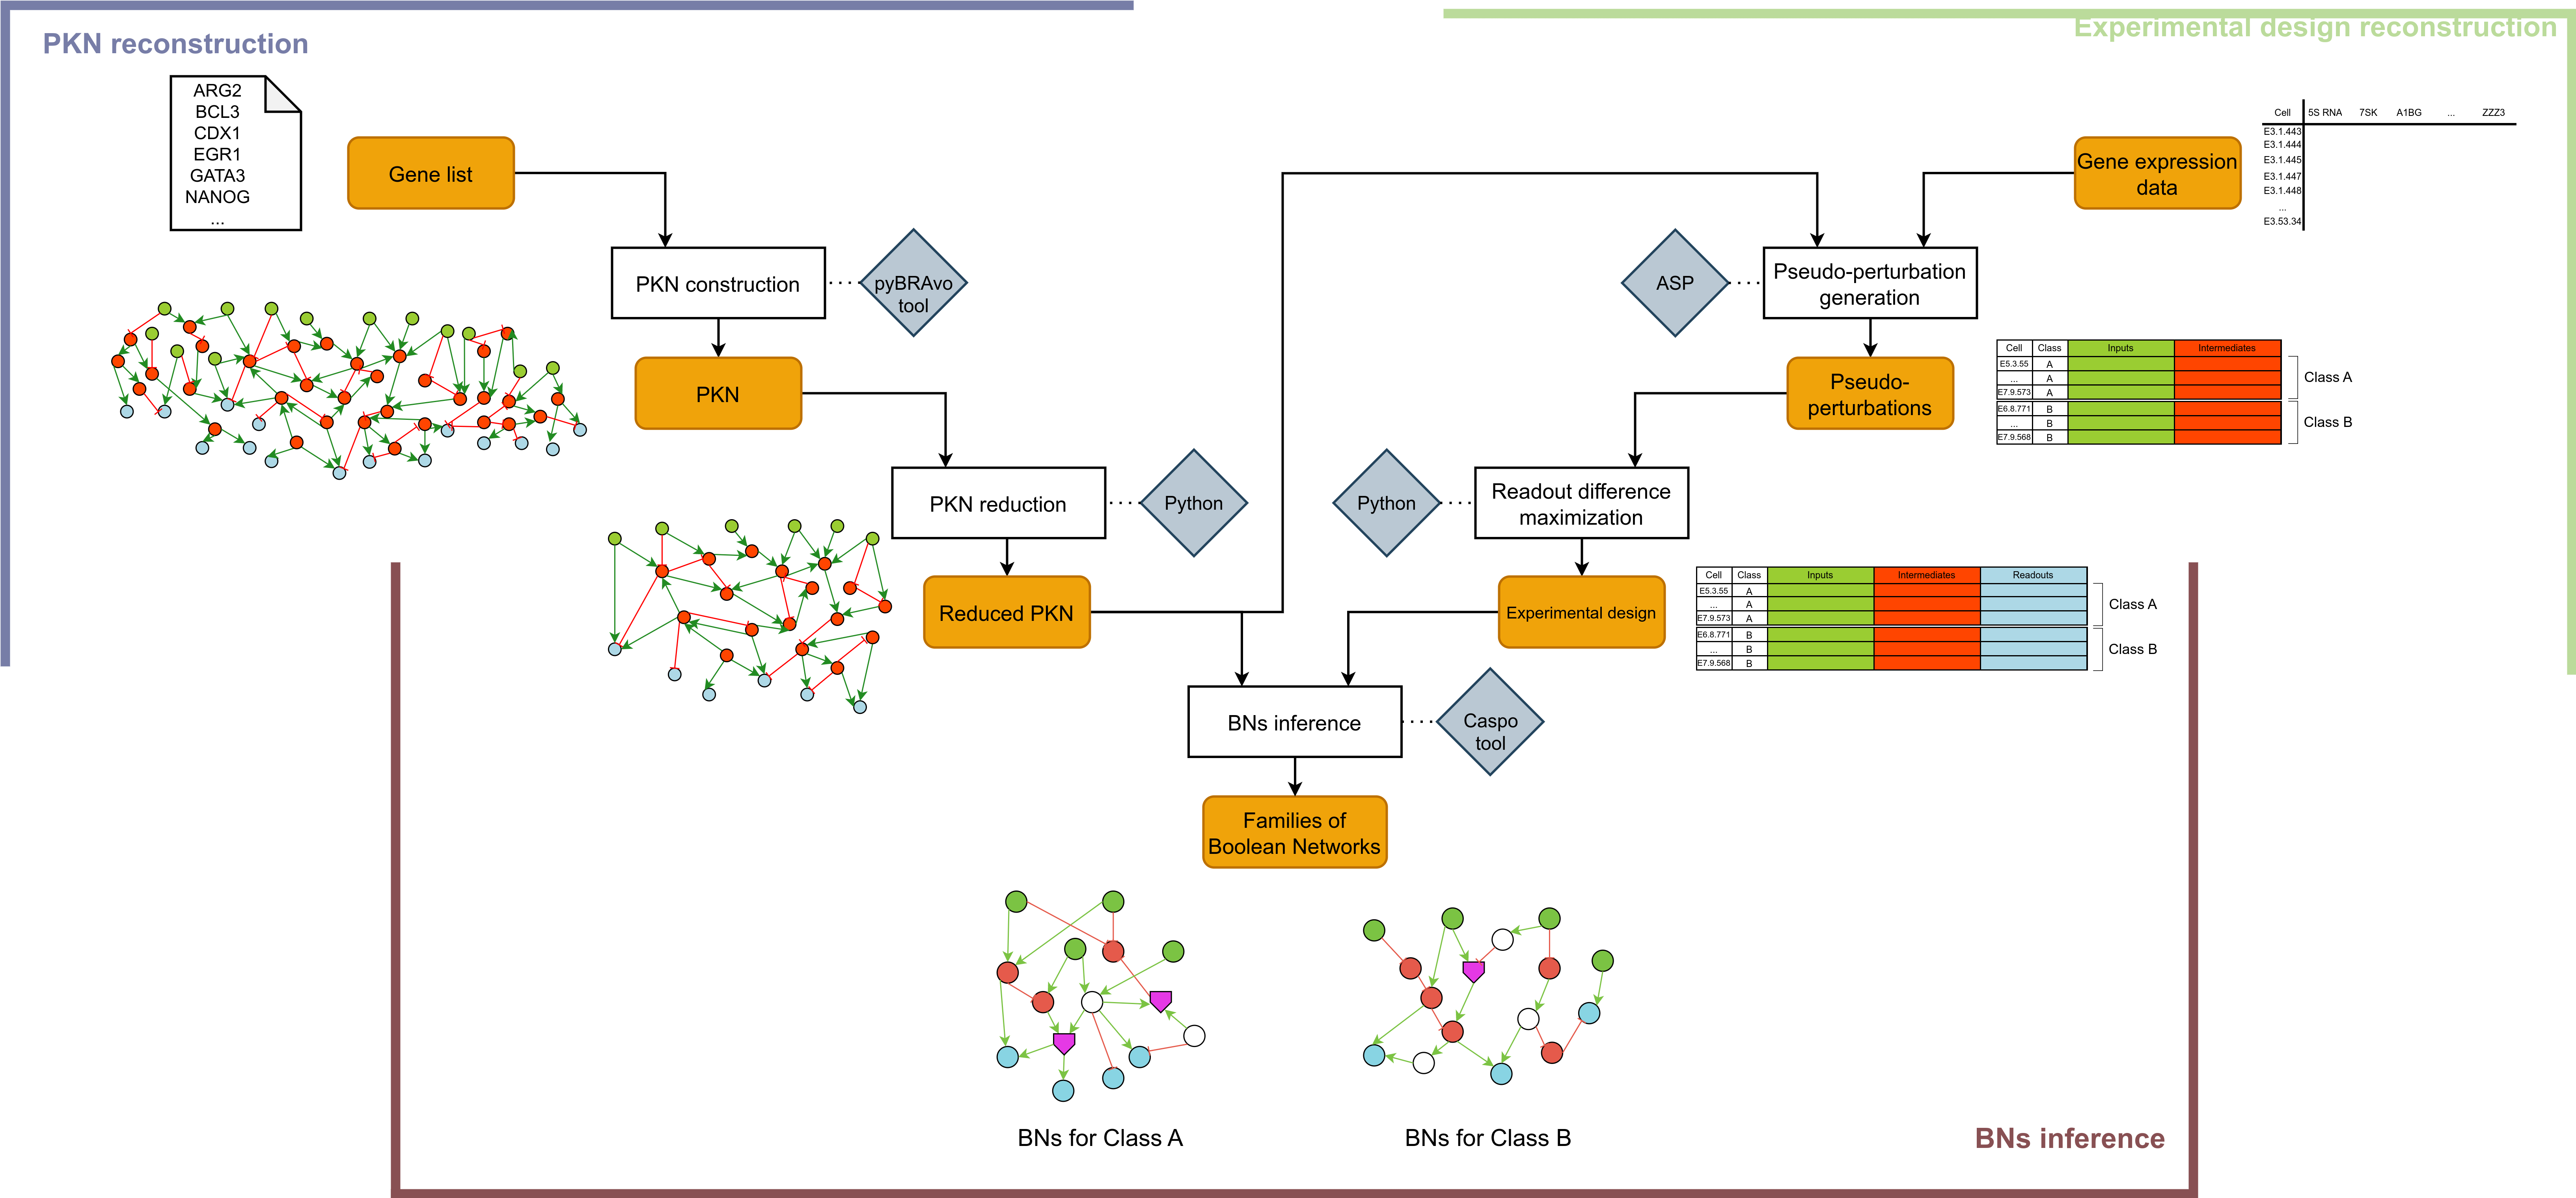 PKN reconstruction
Experimental design reconstruction
ARG2
BCL3
CDX1
EGR1
GATA3
NANOG
...
Gene list
Gene expression
data
Cell 5S RNA 7SK A1BG ... ZZZ3
E3.1.443
E3.1.444
E3.1.445
E3.1.447
E3.1.448
...
E3.53.34
PKN construction
pyBRAvo
tool
ASP
Pseudo-perturbation
generation
PKN
Pseudo-
perturbations
Cell Class Inputs Intermediates
E5.3.55 A
... A
E7.9.573 A
Class A
E6.8.771 B
... B
E7.9.568 B
Class B
PKN reduction
Python
Python
Readout difference
maximization
Reduced PKN
Experimental design
Cell Class Inputs Intermediates Readouts
E5.3.55 A
... A
E7.9.573 A
Class A
E6.8.771 B
... B
E7.9.568 B
Class B
BNs inference
Caspo
tool
Families of
Boolean Networks
BNs for Class A
BNs for Class B
BNs inference